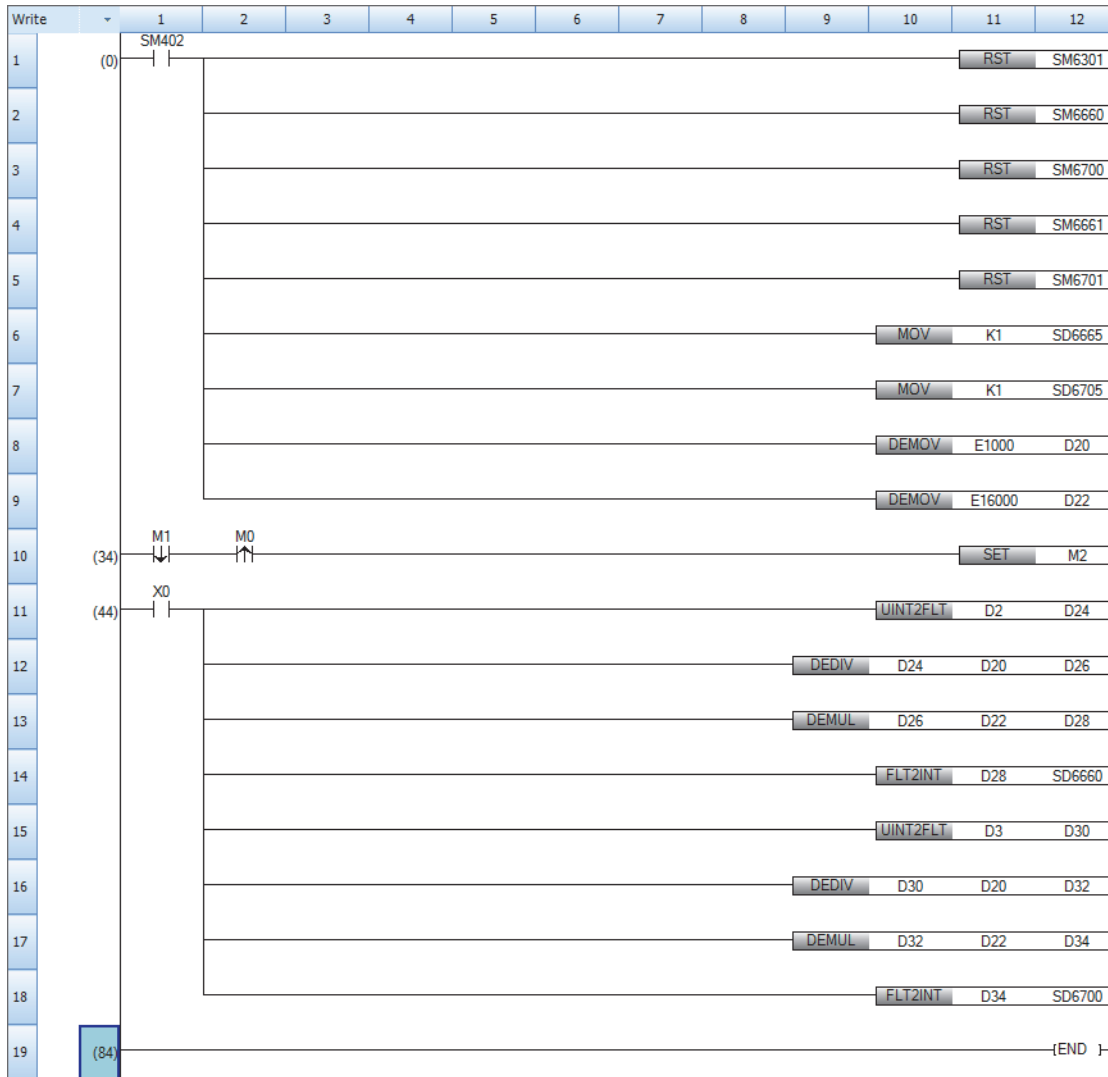 Write 1 2 3 4 5 6 7 8 9 10 11 12
SM402
1 (0) RST SM6301
2 RST SM6660
3 RST SM6700
4 RST SM6661
5 RST SM6701
6 MOV K1 SD6665
7 MOV K1 SD6705
8 DEMOV E1000 D20
9 DEMOV E16000 D22
M1 M0
10 (34) SET M2
X0
11 (44) UINT2FLT D2 D24
12 DEDIV D24 D20 D26
13 DEMUL D26 D22 D28
14 FLT2INT D28 SD6660
15 UINT2FLT D3 D30
16 DEDIV D30 D20 D32
17 DEMUL D32 D22 D34
18 FLT2INT D34 SD6700
19 (84) {END }